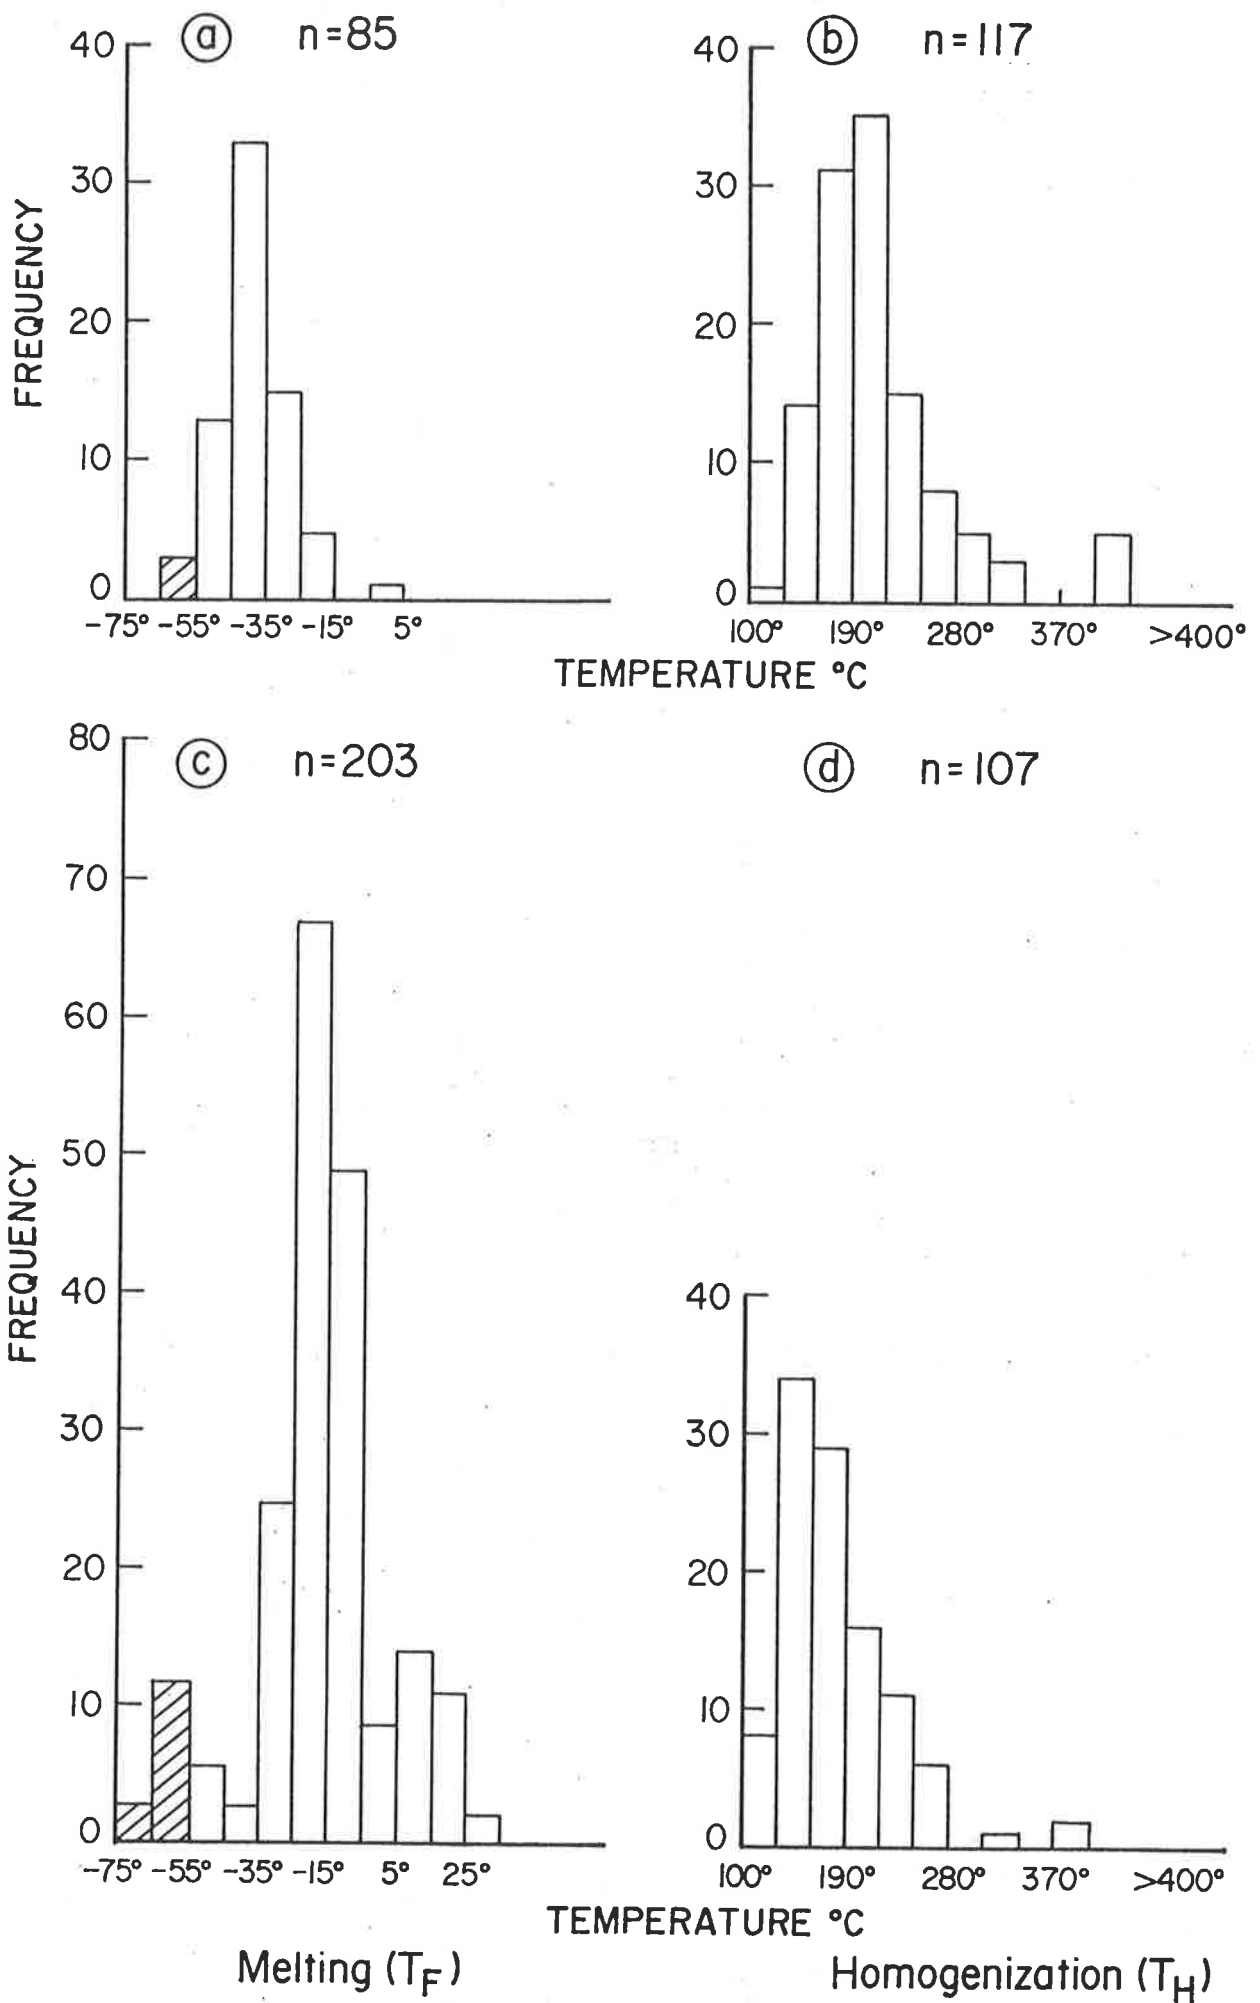 ⓐ n=85
40
30
20
10
0
FREQUENCY
-75° -55° -35° -15° 5°
ⓑ n=117
40
30
20
10
0
100° 190° 280° 370° >400°
TEMPERATURE °C
ⓒ n=203
80
70
60
50
40
30
20
10
0
FREQUENCY
-75° -55° -35° -15° 5° 25°
ⓓ n=107
40
30
20
10
0
100° 190° 280° 370° >400°
TEMPERATURE °C
Melting (T_F)
Homogenization (T_H)